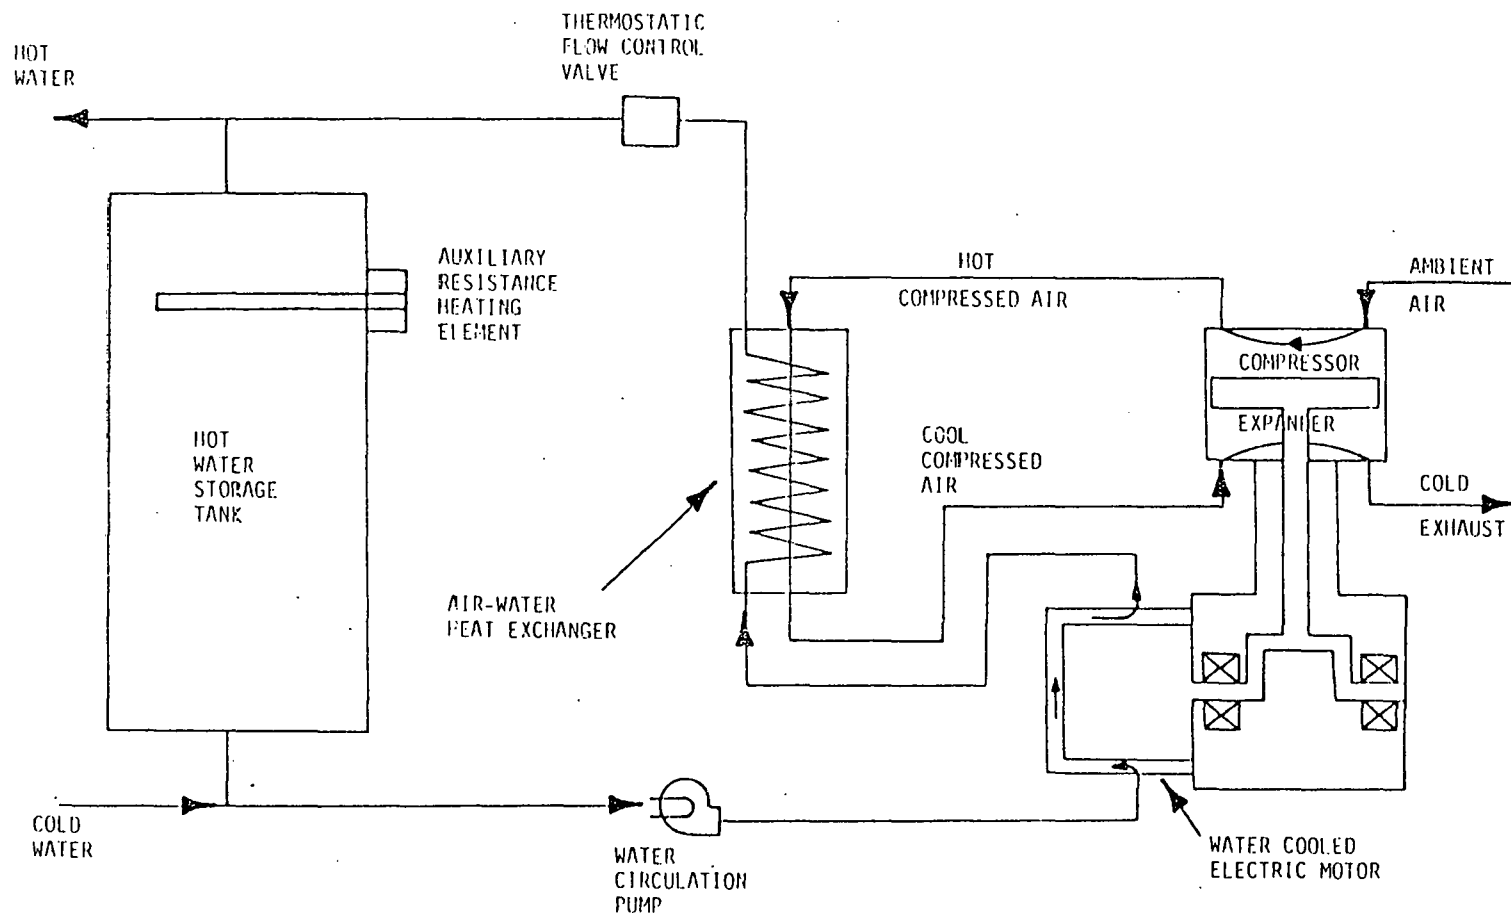 THERMOSTATIC
FLOW CONTROL
VALVE
HOT
WATER
AUXILIARY
RESISTANCE
HEATING
ELEMENT
HOT
COMPRESSED AIR
AMBIENT
AIR
COMPRESSOR
EXPANDER
HOT
WATER
STORAGE
TANK
COOL
COMPRESSED
AIR
COLD
EXHAUST
AIR-WATER
HEAT EXCHANGER
COLD
WATER
WATER
CIRCULATION
PUMP
WATER COOLED
ELECTRIC MOTOR